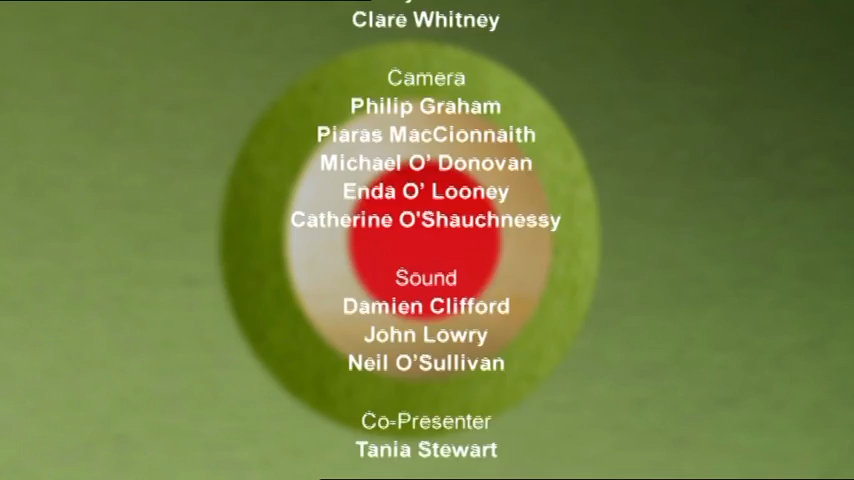 Clare Whitney
Camera
Philip Graham
Piaras MacCionnaith
Michael O’ Donovan
Enda O’ Looney
Catherine O'Shauchnessy
Sound
Damien Clifford
John Lowry
Neil O’Sullivan
Co-Presenter
Tania Stewart